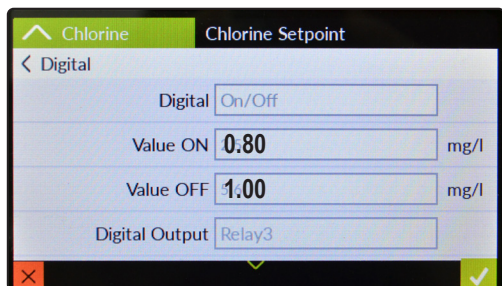 Chlorine
Chlorine Setpoint
Digital
Digital On/Off
Value ON 0.80 mg/l
Value OFF 1.00 mg/l
Digital Output Relay3